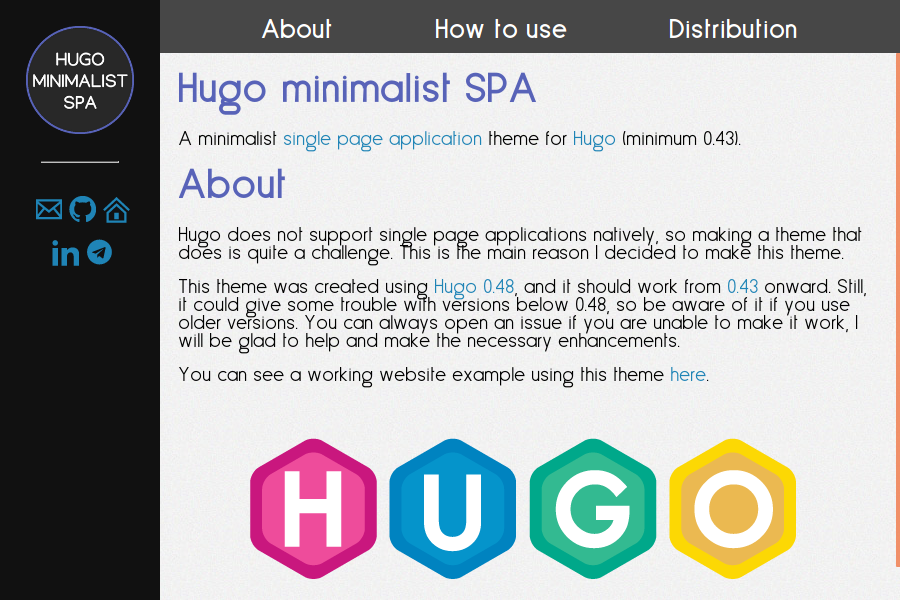 HUGO
MINIMALIST
SPA
About
How to use
Distribution
Hugo minimalist SPA
A minimalist single page application theme for Hugo (minimum 0.43).
About
Hugo does not support single page applications natively, so making a theme that
does is quite a challenge. This is the main reason I decided to make this theme.
This theme was created using Hugo 0.48, and it should work from 0.43 onward. Still,
it could give some trouble with versions below 0.48, so be aware of it if you use
older versions. You can always open an issue if you are unable to make it work, I
will be glad to help and make the necessary enhancements.
You can see a working website example using this theme here.
HUGO